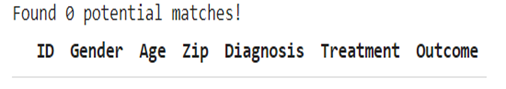 Found 0 potential matches!
ID Gender Age Zip Diagnosis Treatment Outcome